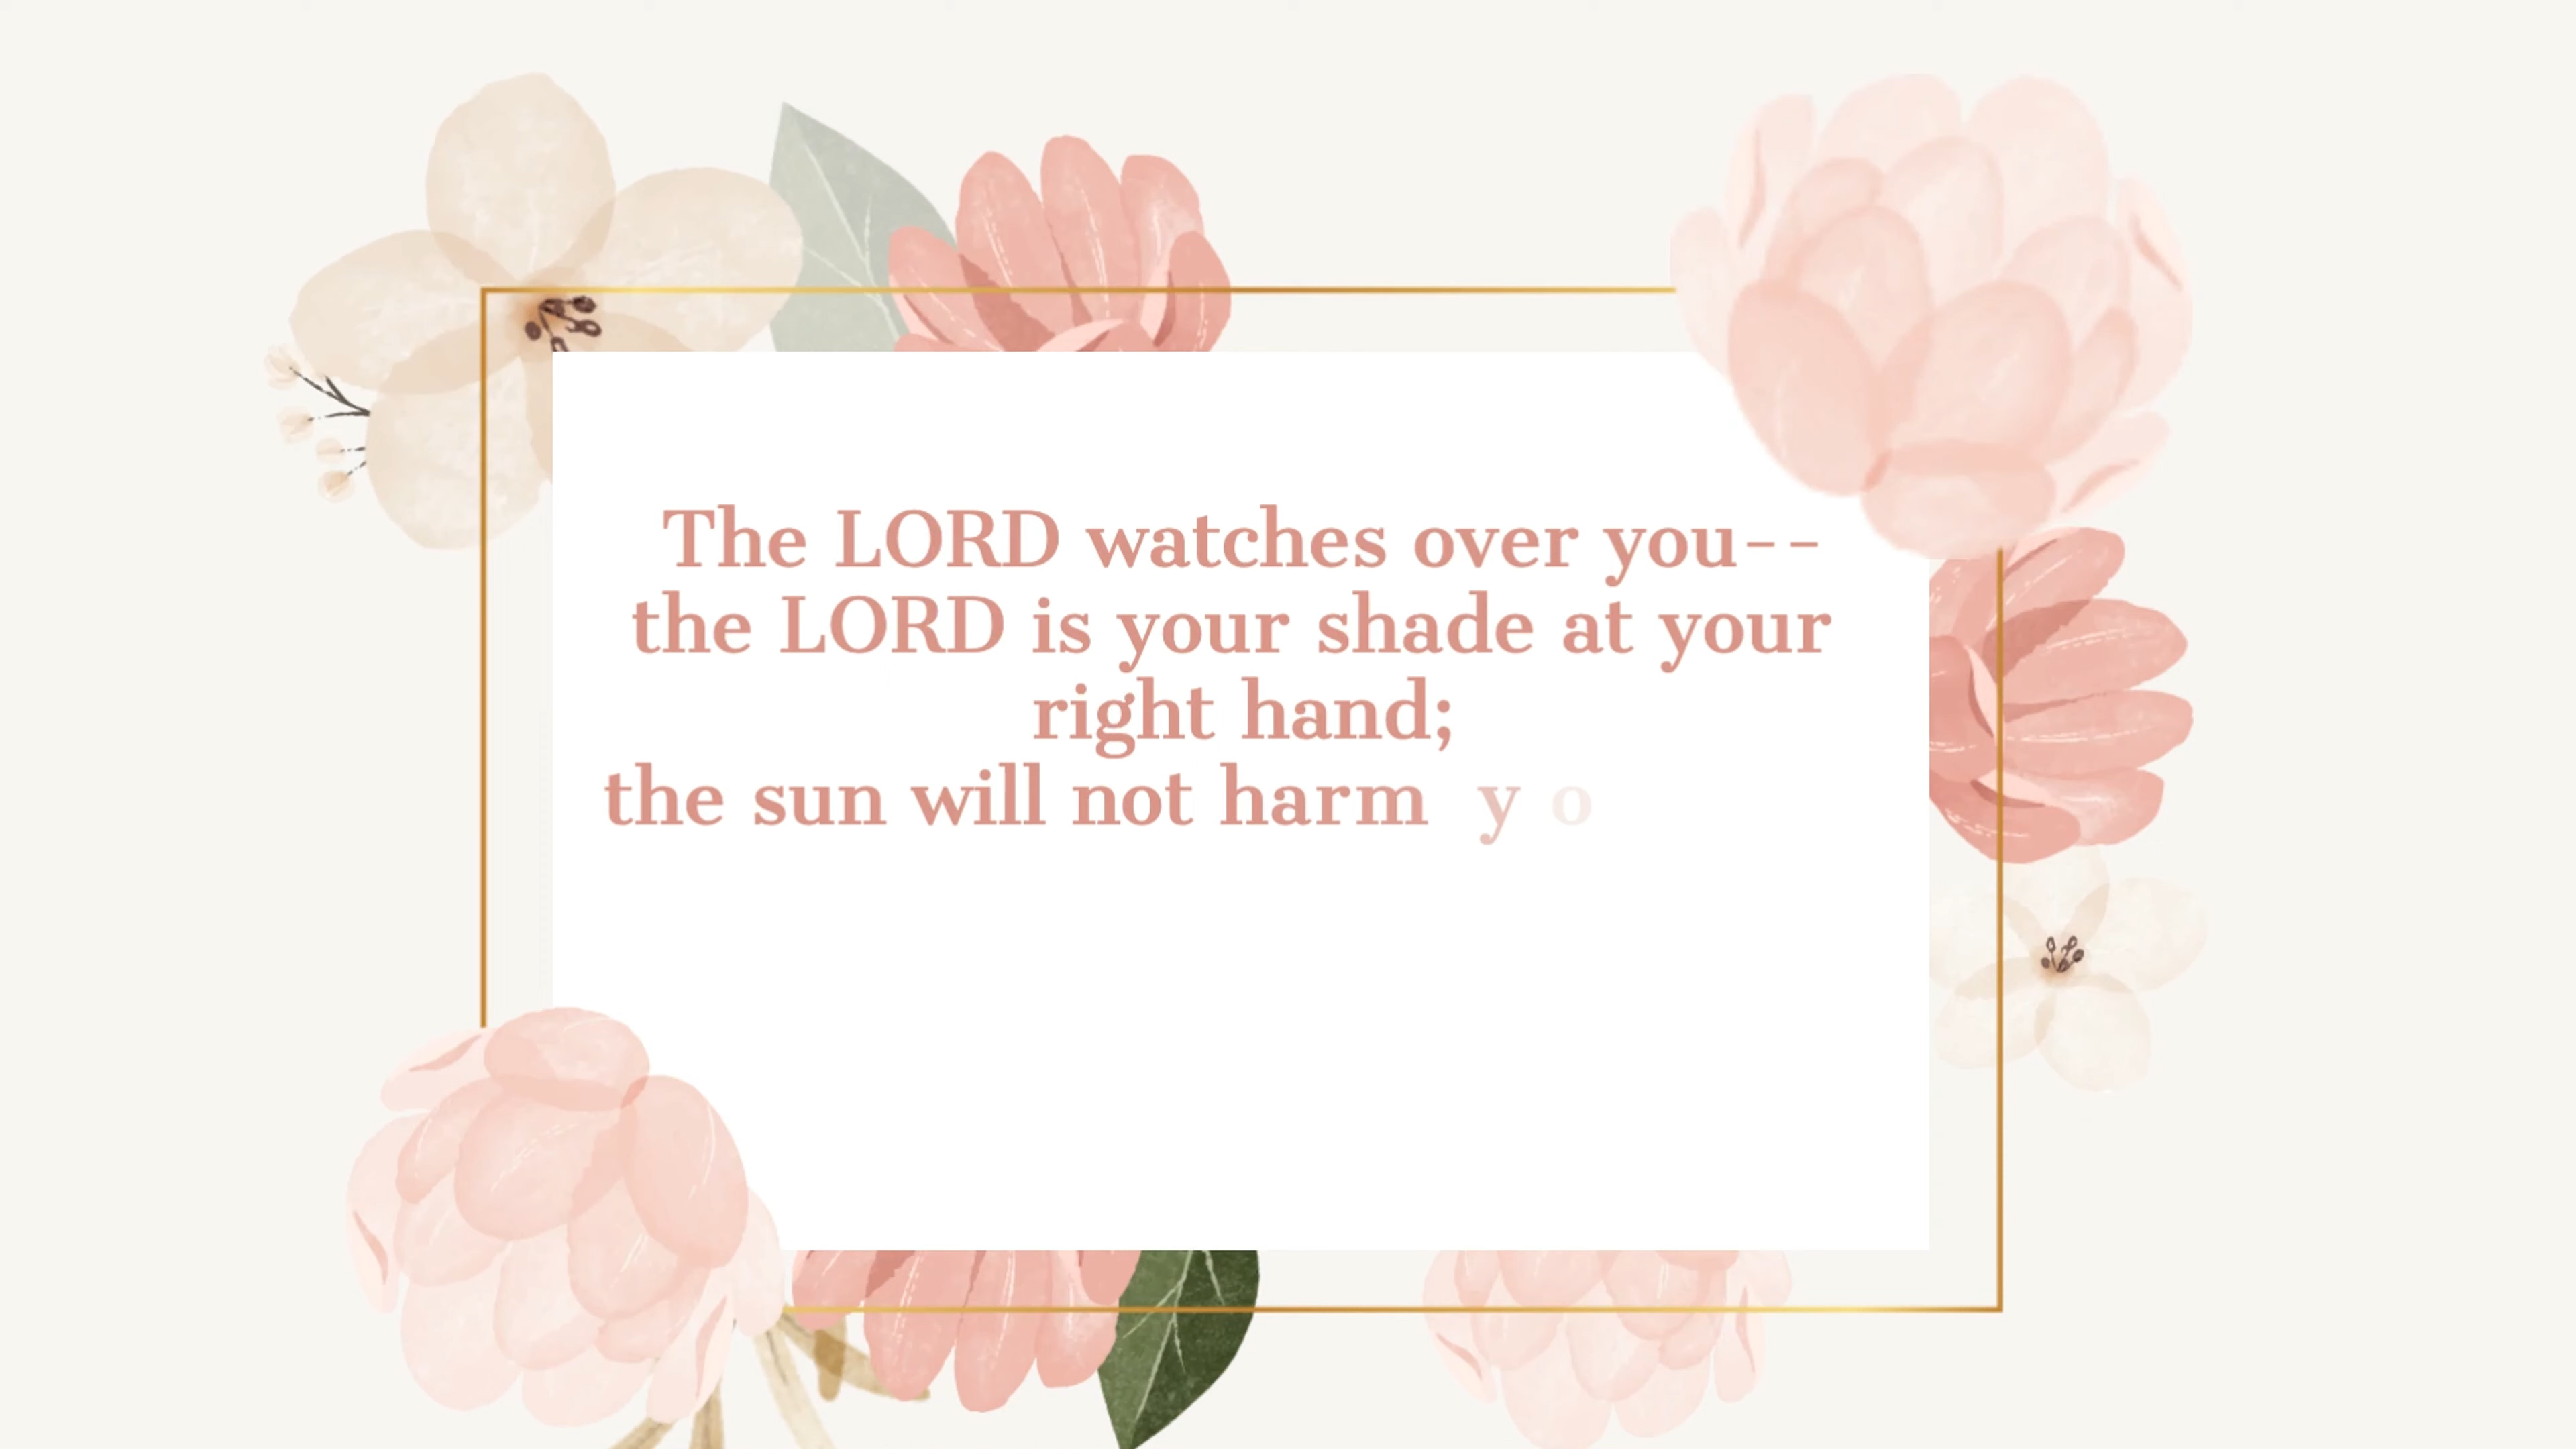 The LORD watches over you--
the LORD is your shade at your
right hand;
the sun will not harm yo